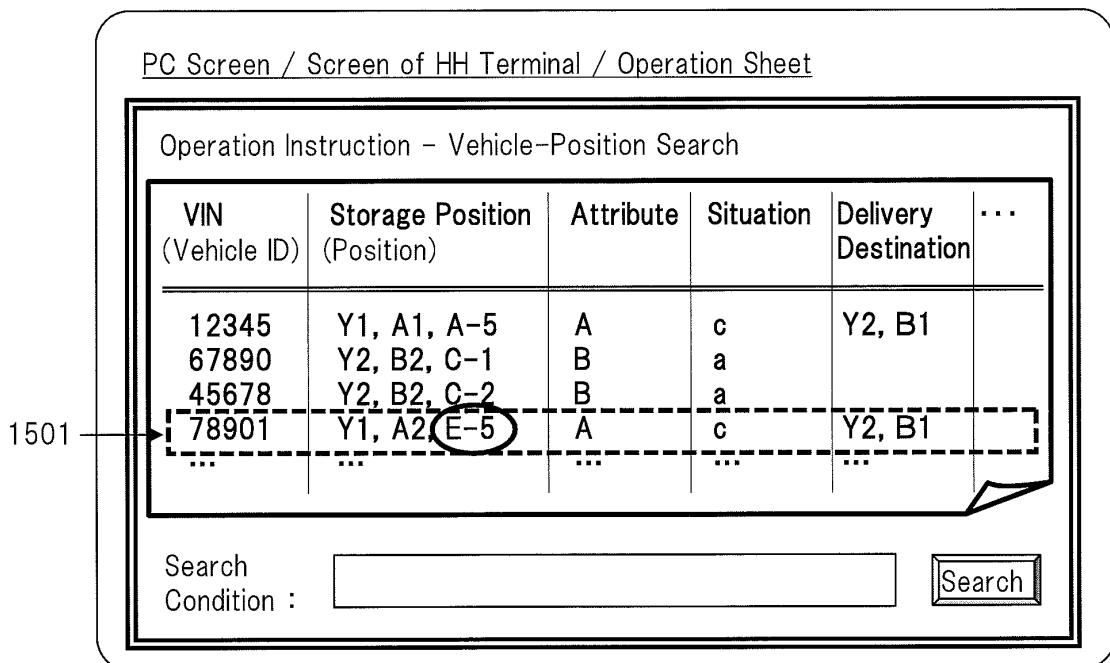 PC Screen / Screen of HH Terminal / Operation Sheet
Operation Instruction - Vehicle-Position Search
VIN Storage Position Attribute Situation Delivery ...
(Vehicle ID) (Position) Destination
12345 Y1, A1, A-5 A c Y2, B1
67890 Y2, B2, C-1 B a
45678 Y2, B2, C-2 B a
1501 78901 Y1, A2, E-5 A c Y2, B1
... ... ... ... ...
Search
Condition :
Search